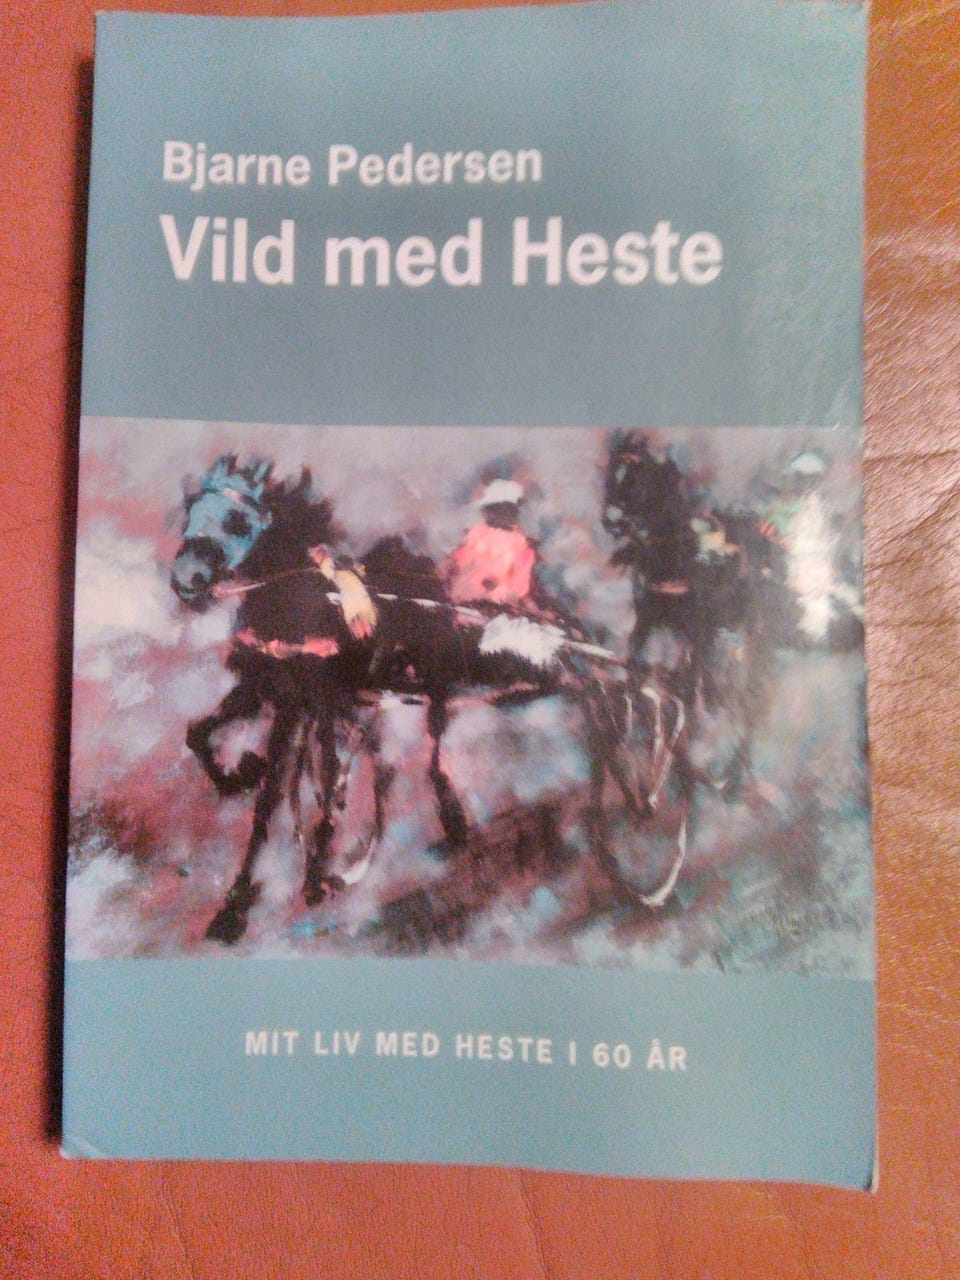 Bjarne Pedersen
Vild med Heste
MIT LIV MED HESTE I 60 ÅR